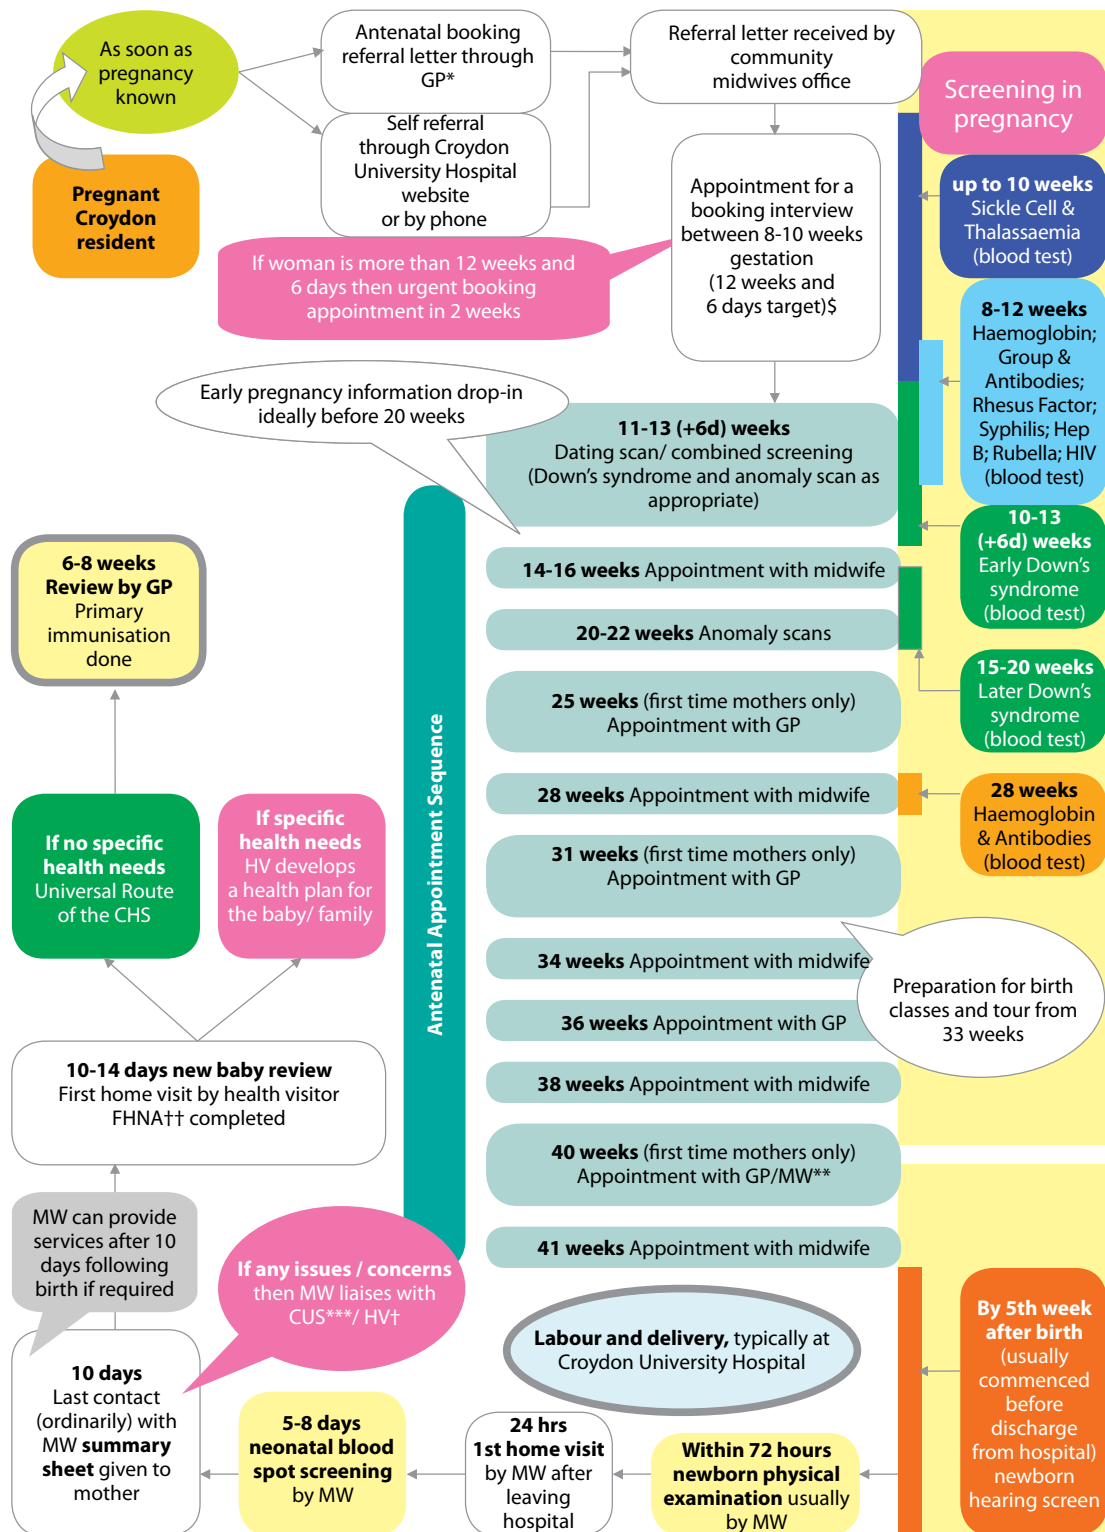 As soon as
pregnancy
known
Antenatal booking
referral letter through
GP*
Referral letter received by
community
midwives office
Screening in
pregnancy
Pregnant
Croydon
resident
Self referral
through Croydon
University Hospital
website
or by phone
Appointment for a
booking interview
between 8-10 weeks
gestation
(12 weeks and
6 days target)$
up to 10 weeks
Sickle Cell &
Thalassaemia
(blood test)
If woman is more than 12 weeks and
6 days then urgent booking
appointment in 2 weeks
8-12 weeks
Haemoglobin;
Group &
Antibodies;
Rhesus Factor;
Syphilis; Hep
B; Rubella; HIV
(blood test)
Early pregnancy information drop-in
ideally before 20 weeks
11-13 (+6d) weeks
Dating scan/ combined screening
(Down's syndrome and anomaly scan as
appropriate)
10-13
(+6d) weeks
Early Down's
syndrome
(blood test)
14-16 weeks Appointment with midwife
20-22 weeks Anomaly scans
15-20 weeks
Later Down's
syndrome
(blood test)
25 weeks (first time mothers only)
Appointment with GP
28 weeks Appointment with midwife
28 weeks
Haemoglobin
& Antibodies
(blood test)
31 weeks (first time mothers only)
Appointment with GP
34 weeks Appointment with midwife
Preparation for birth
classes and tour from
33 weeks
36 weeks Appointment with GP
38 weeks Appointment with midwife
40 weeks (first time mothers only)
Appointment with GP/MW**
41 weeks Appointment with midwife
Antenatal Appointment Sequence
Labour and delivery, typically at
Croydon University Hospital
By 5th week
after birth
(usually
commenced
before
discharge
from hospital)
newborn
hearing screen
Within 72 hours
newborn physical
examination usually
by MW
24 hrs
1st home visit
by MW after
leaving
hospital
5-8 days
neonatal blood
spot screening
by MW
10 days
Last contact
(ordinarily) with
MW summary
sheet given to
mother
If any issues / concerns
then MW liaises with
CUS***/ HV†
MW can provide
services after 10
days following
birth if required
10-14 days new baby review
First home visit by health visitor
FHNA†† completed
If no specific
health needs
Universal Route
of the CHS
If specific
health needs
HV develops
a health plan for
the baby/ family
6-8 weeks
Review by GP
Primary
immunisation
done